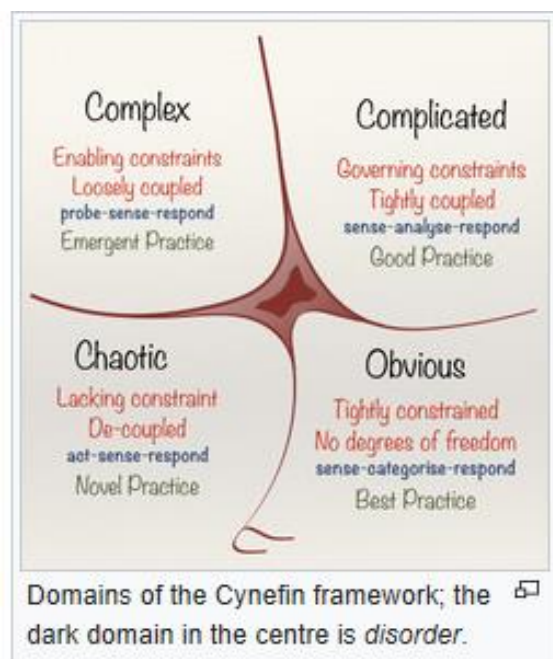 Complex
Enabling constraints
Loosely coupled
probe-sense-respond
Emergent Practice
Complicated
Governing constraints
Tightly coupled
sense-analyse-respond
Good Practice
Chaotic
Lacking constraint
De-coupled
act-sense-respond
Novel Practice
Obvious
Tightly constrained
No degrees of freedom
sense-categorise-respond
Best Practice
Domains of the Cynefin framework; the
dark domain in the centre is disorder.